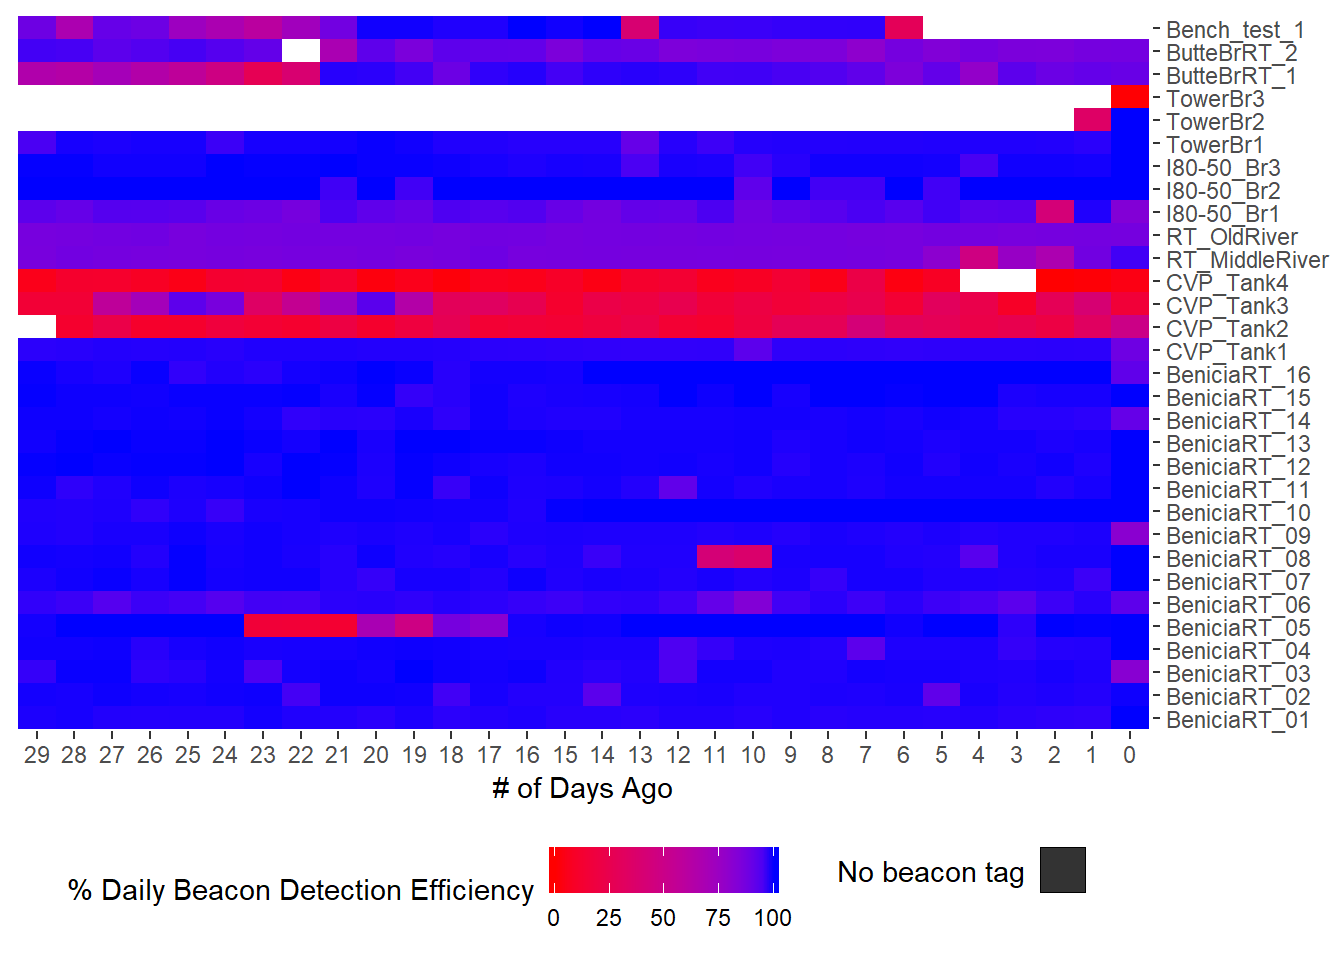 Bench_test_1
ButteBrRT_2
ButteBrRT_1
TowerBr3
TowerBr2
TowerBr1
I80-50_Br3
I80-50_Br2
I80-50_Br1
RT_OldRiver
RT_MiddleRiver
CVP_Tank4
CVP_Tank3
CVP_Tank2
CVP_Tank1
BeniciaRT_16
BeniciaRT_15
BeniciaRT_14
BeniciaRT_13
BeniciaRT_12
BeniciaRT_11
BeniciaRT_10
BeniciaRT_09
BeniciaRT_08
BeniciaRT_07
BeniciaRT_06
BeniciaRT_05
BeniciaRT_04
BeniciaRT_03
BeniciaRT_02
BeniciaRT_01
29 28 27 26 25 24 23 22 21 20 19 18 17 16 15 14 13 12 11 10 9 8 7 6 5 4 3 2 1 0
# of Days Ago
% Daily Beacon Detection Efficiency
0 25 50 75 100
No beacon tag